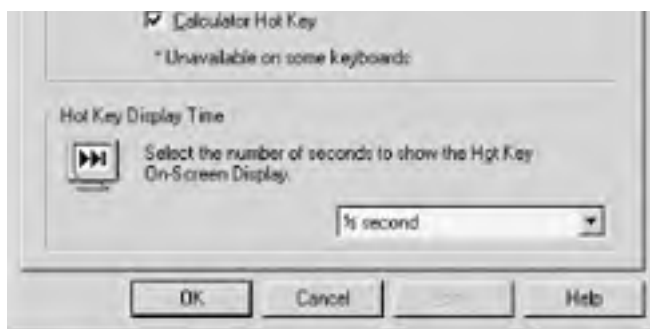 Calculator Hot Key
* Unavailable on some keyboards
Hot Key Display Time
Select the number of seconds to show the Hot Key
On-Screen Display.
second
OK Cancel Help